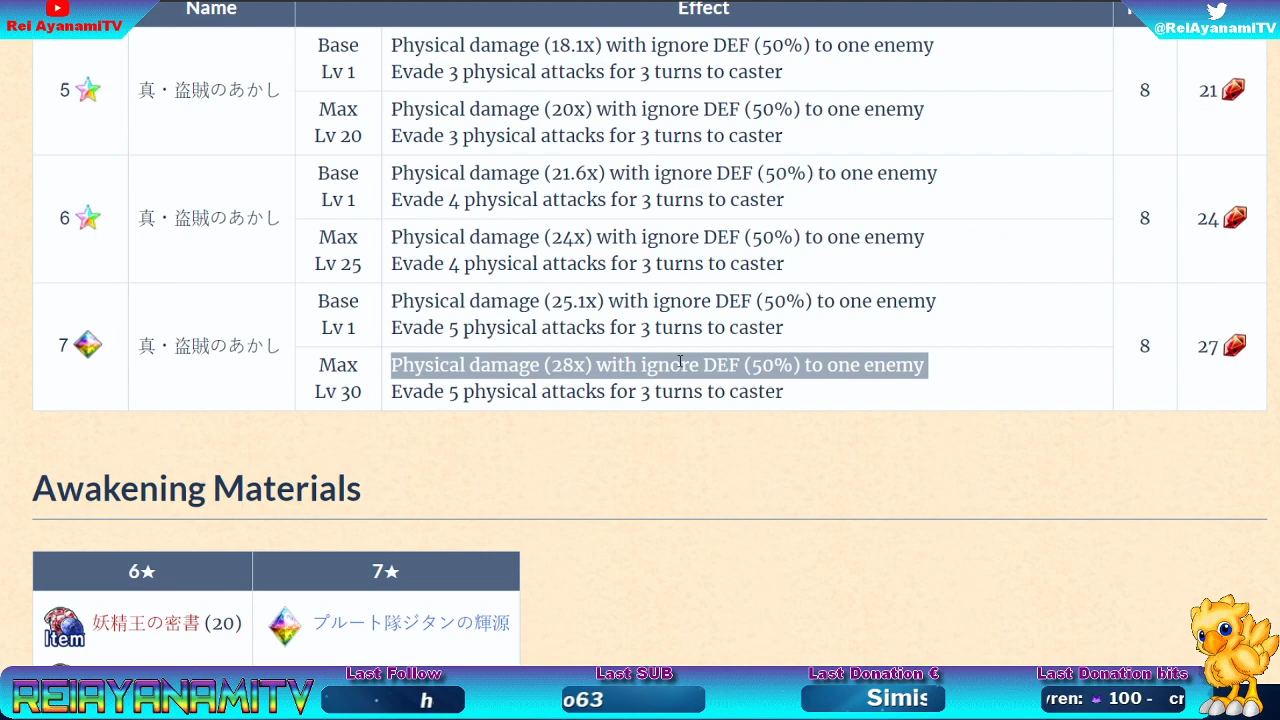 Rei AyanamiTV
Name
Effect
@ReIAyanamITV
5
真・盗賊のあかし
Base
Lv 1
Physical damage (18.1x) with ignore DEF (50%) to one enemy
Evade 3 physical attacks for 3 turns to caster
Max
Lv 20
Physical damage (20x) with ignore DEF (50%) to one enemy
Evade 3 physical attacks for 3 turns to caster
8
21
6
真・盗賊のあかし
Base
Lv 1
Physical damage (21.6x) with ignore DEF (50%) to one enemy
Evade 4 physical attacks for 3 turns to caster
Max
Lv 25
Physical damage (24x) with ignore DEF (50%) to one enemy
Evade 4 physical attacks for 3 turns to caster
8
24
7
真・盗賊のあかし
Base
Lv 1
Physical damage (25.1x) with ignore DEF (50%) to one enemy
Evade 5 physical attacks for 3 turns to caster
Max
Lv 30
Physical damage (28x) with ignore DEF (50%) to one enemy
Evade 5 physical attacks for 3 turns to caster
8
27
Awakening Materials
6★
7★
Item
妖精王の密書 (20)
プルート隊ジタンの輝源
REIAYANAMITV
Last Follow
h
Last SUB
o63
Last Donation €
Simis
Last Donation bits
vren: 100 - cr